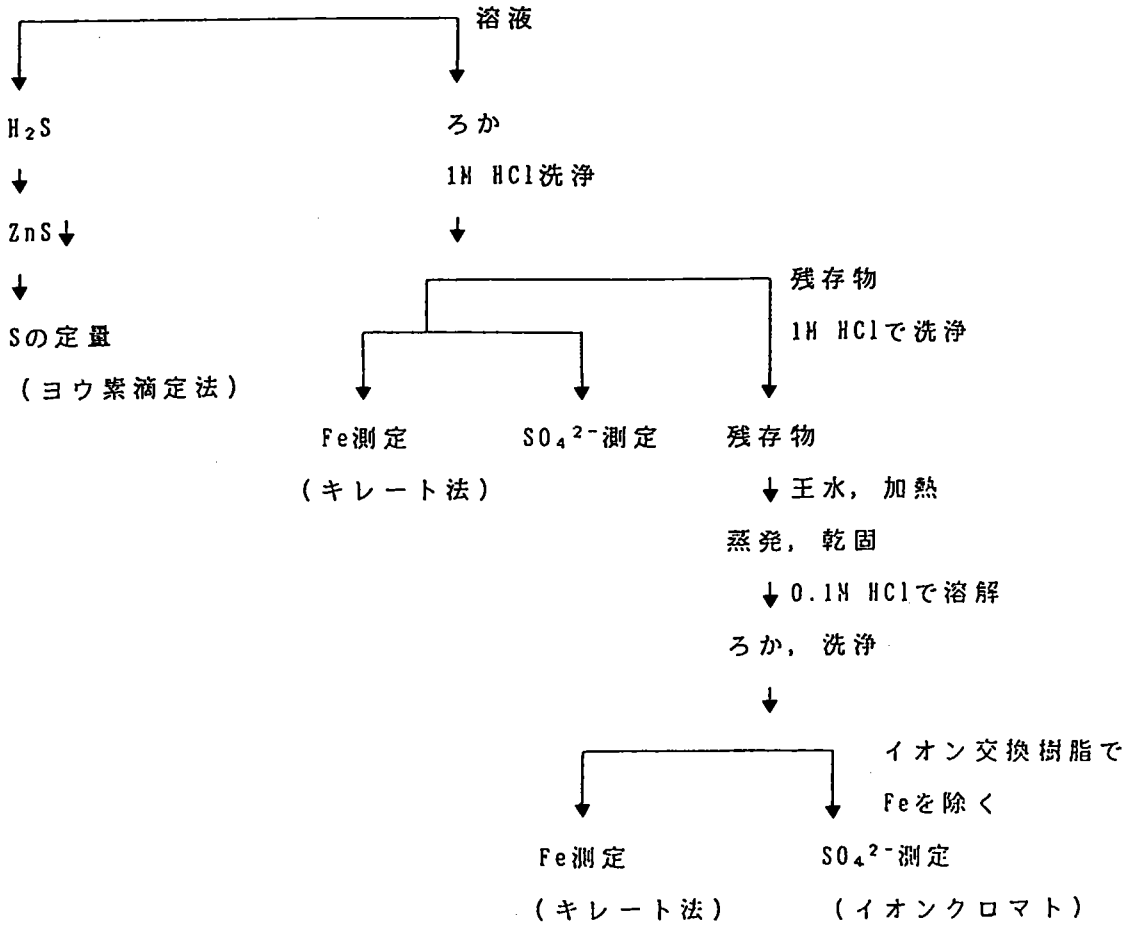 溶液
H₂S
ろか
1N HCl洗浄
ZnS↓
Sの定量
(ヨウ素滴定法)
残存物
1N HClで洗浄
Fe測定
(キレート法)
SO₄²⁻測定
残存物
王水, 加熱
蒸発, 乾固
0.1N HClで溶解
ろか, 洗浄
イオン交換樹脂で
Feを除く
Fe測定
(キレート法)
SO₄²⁻測定
(イオンクロマト)